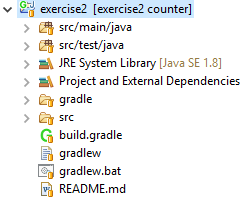 exercise2 [exercise2 counter]
src/main/java
src/test/java
JRE System Library [Java SE 1.8]
Project and External Dependencies
gradle
src
build.gradle
gradlew
gradlew.bat
README.md